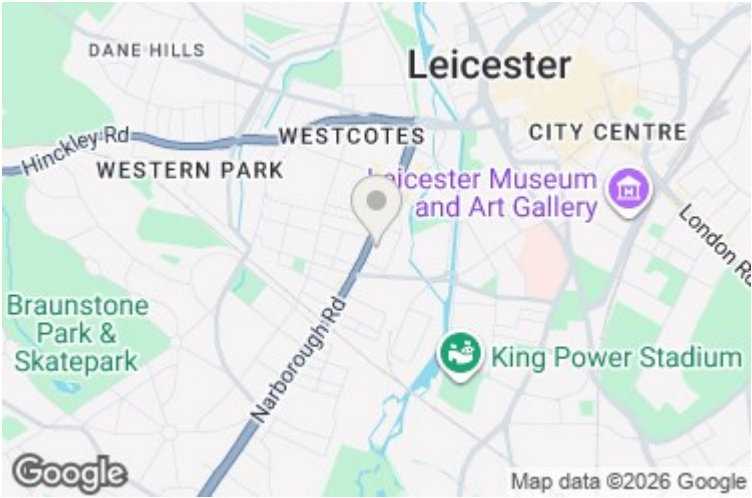 DANE HILLS
Leicester
Hinckley Rd
WESTCOTES
CITY CENTRE
WESTERN PARK
Leicester Museum
and Art Gallery
London Rd
Braunstone
Park &
Skatepark
Narborough Rd
King Power Stadium
Google
Map data ©2026 Google